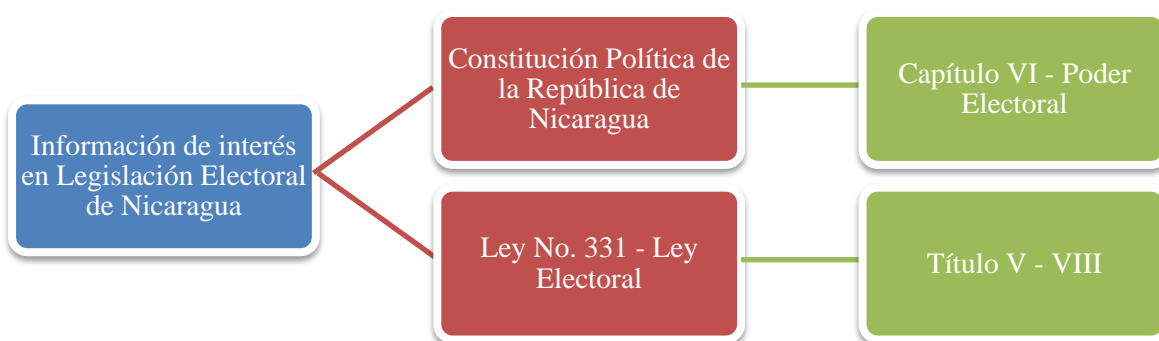 Información de interés
en Legislación Electoral
de Nicaragua
Constitución Política de
la República de
Nicaragua
Capítulo VI - Poder
Electoral
Ley No. 331 - Ley
Electoral
Título V - VIII